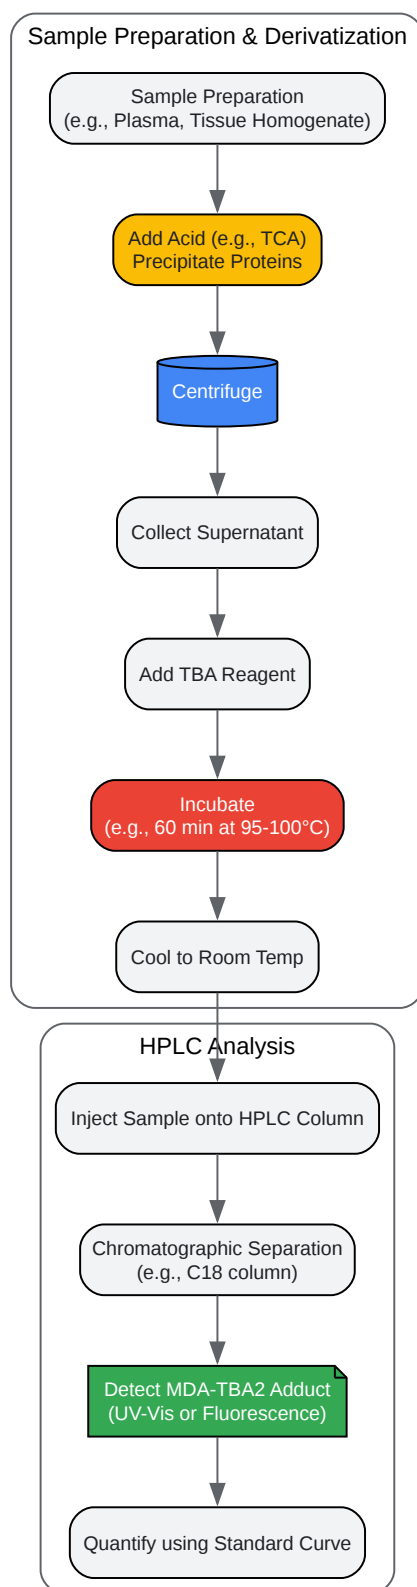 Sample Preparation & Derivatization
Sample Preparation
(e.g., Plasma, Tissue Homogenate)
Add Acid (e.g., TCA)
Precipitate Proteins
Centrifuge
Collect Supernatant
Add TBA Reagent
Incubate
(e.g., 60 min at 95-100°C)
Cool to Room Temp
HPLC Analysis
Inject Sample onto HPLC Column
Chromatographic Separation
(e.g., C18 column)
Detect MDA-TBA2 Adduct
(UV-Vis or Fluorescence)
Quantify using Standard Curve